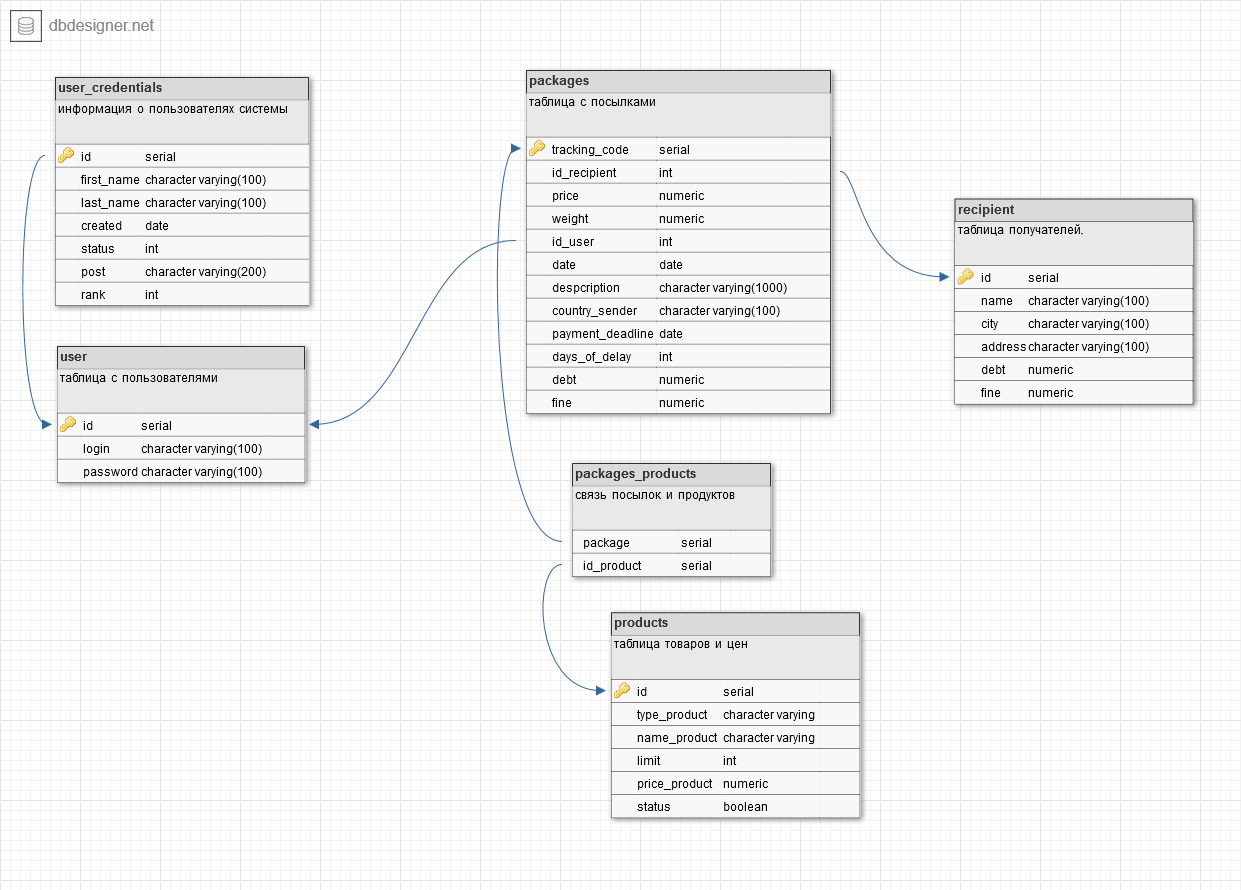 dbdesigner.net
user_credentials
информация о пользователях системы
id serial
first_name character varying(100)
last_name character varying(100)
created date
status int
post character varying(200)
rank int
user
таблица с пользователями
id serial
login character varying(100)
password character varying(100)
packages
таблица с посылками
tracking_code serial
id_recipient int
price numeric
weight numeric
id_user int
date date
despcription character varying(1000)
country_sender character varying(100)
payment_deadline date
days_of_delay int
debt numeric
fine numeric
recipient
таблица получателей.
id serial
name character varying(100)
city character varying(100)
address character varying(100)
debt numeric
fine numeric
packages_products
связь посылок и продуктов
package serial
id_product serial
products
таблица товаров и цен
id serial
type_product character varying
name_product character varying
limit int
price_product numeric
status boolean